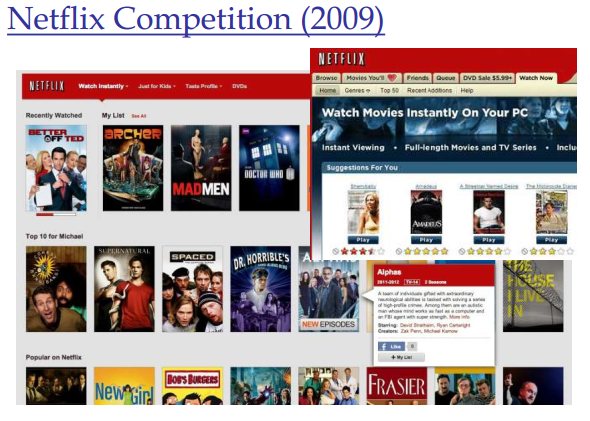 Netflix Competition (2009)
NETFLIX
Browse Movies You'll Friends Queue DVD Sale $5.99+ Watch Now
Home Genres Top 50 Recent Additions Help
Watch Movies Instantly On Your PC
Instant Viewing • Full-length Movies and TV Series • Inclu
Suggestions For You
Sherrybaby Amadeus A Streetcar Named Desire The Motorcycle Diaries
AMADEUS
Play Play Play Play
NETFLIX Watch Instantly Just for Kids Taste Profile DVDs
Recently Watched My List See All
BETTER OFF TED
ARCHER
MAD MEN
DOCTOR WHO
Top 10 for Michael
SUPERNATURAL
SPACED
DR. HORRIBLE'S
NEW EPISODES
Alphas
2011-2012 TV-14 2 Seasons
A team of individuals gifted with extraordinary
neurological abilities is tasked with solving a series
of high-profile crimes. Among them are an autistic
man whose mind works as fast as a computer and
an FBI agent with super strength. More info
Starring: David Strathairn, Ryan Cartwright
Creators: Zak Penn, Michael Karnow
Like
+ My List
THE
HOUSE
I LIVE
IN
Popular on Netflix
New Girl
BOB'S BURGERS
FRASIER